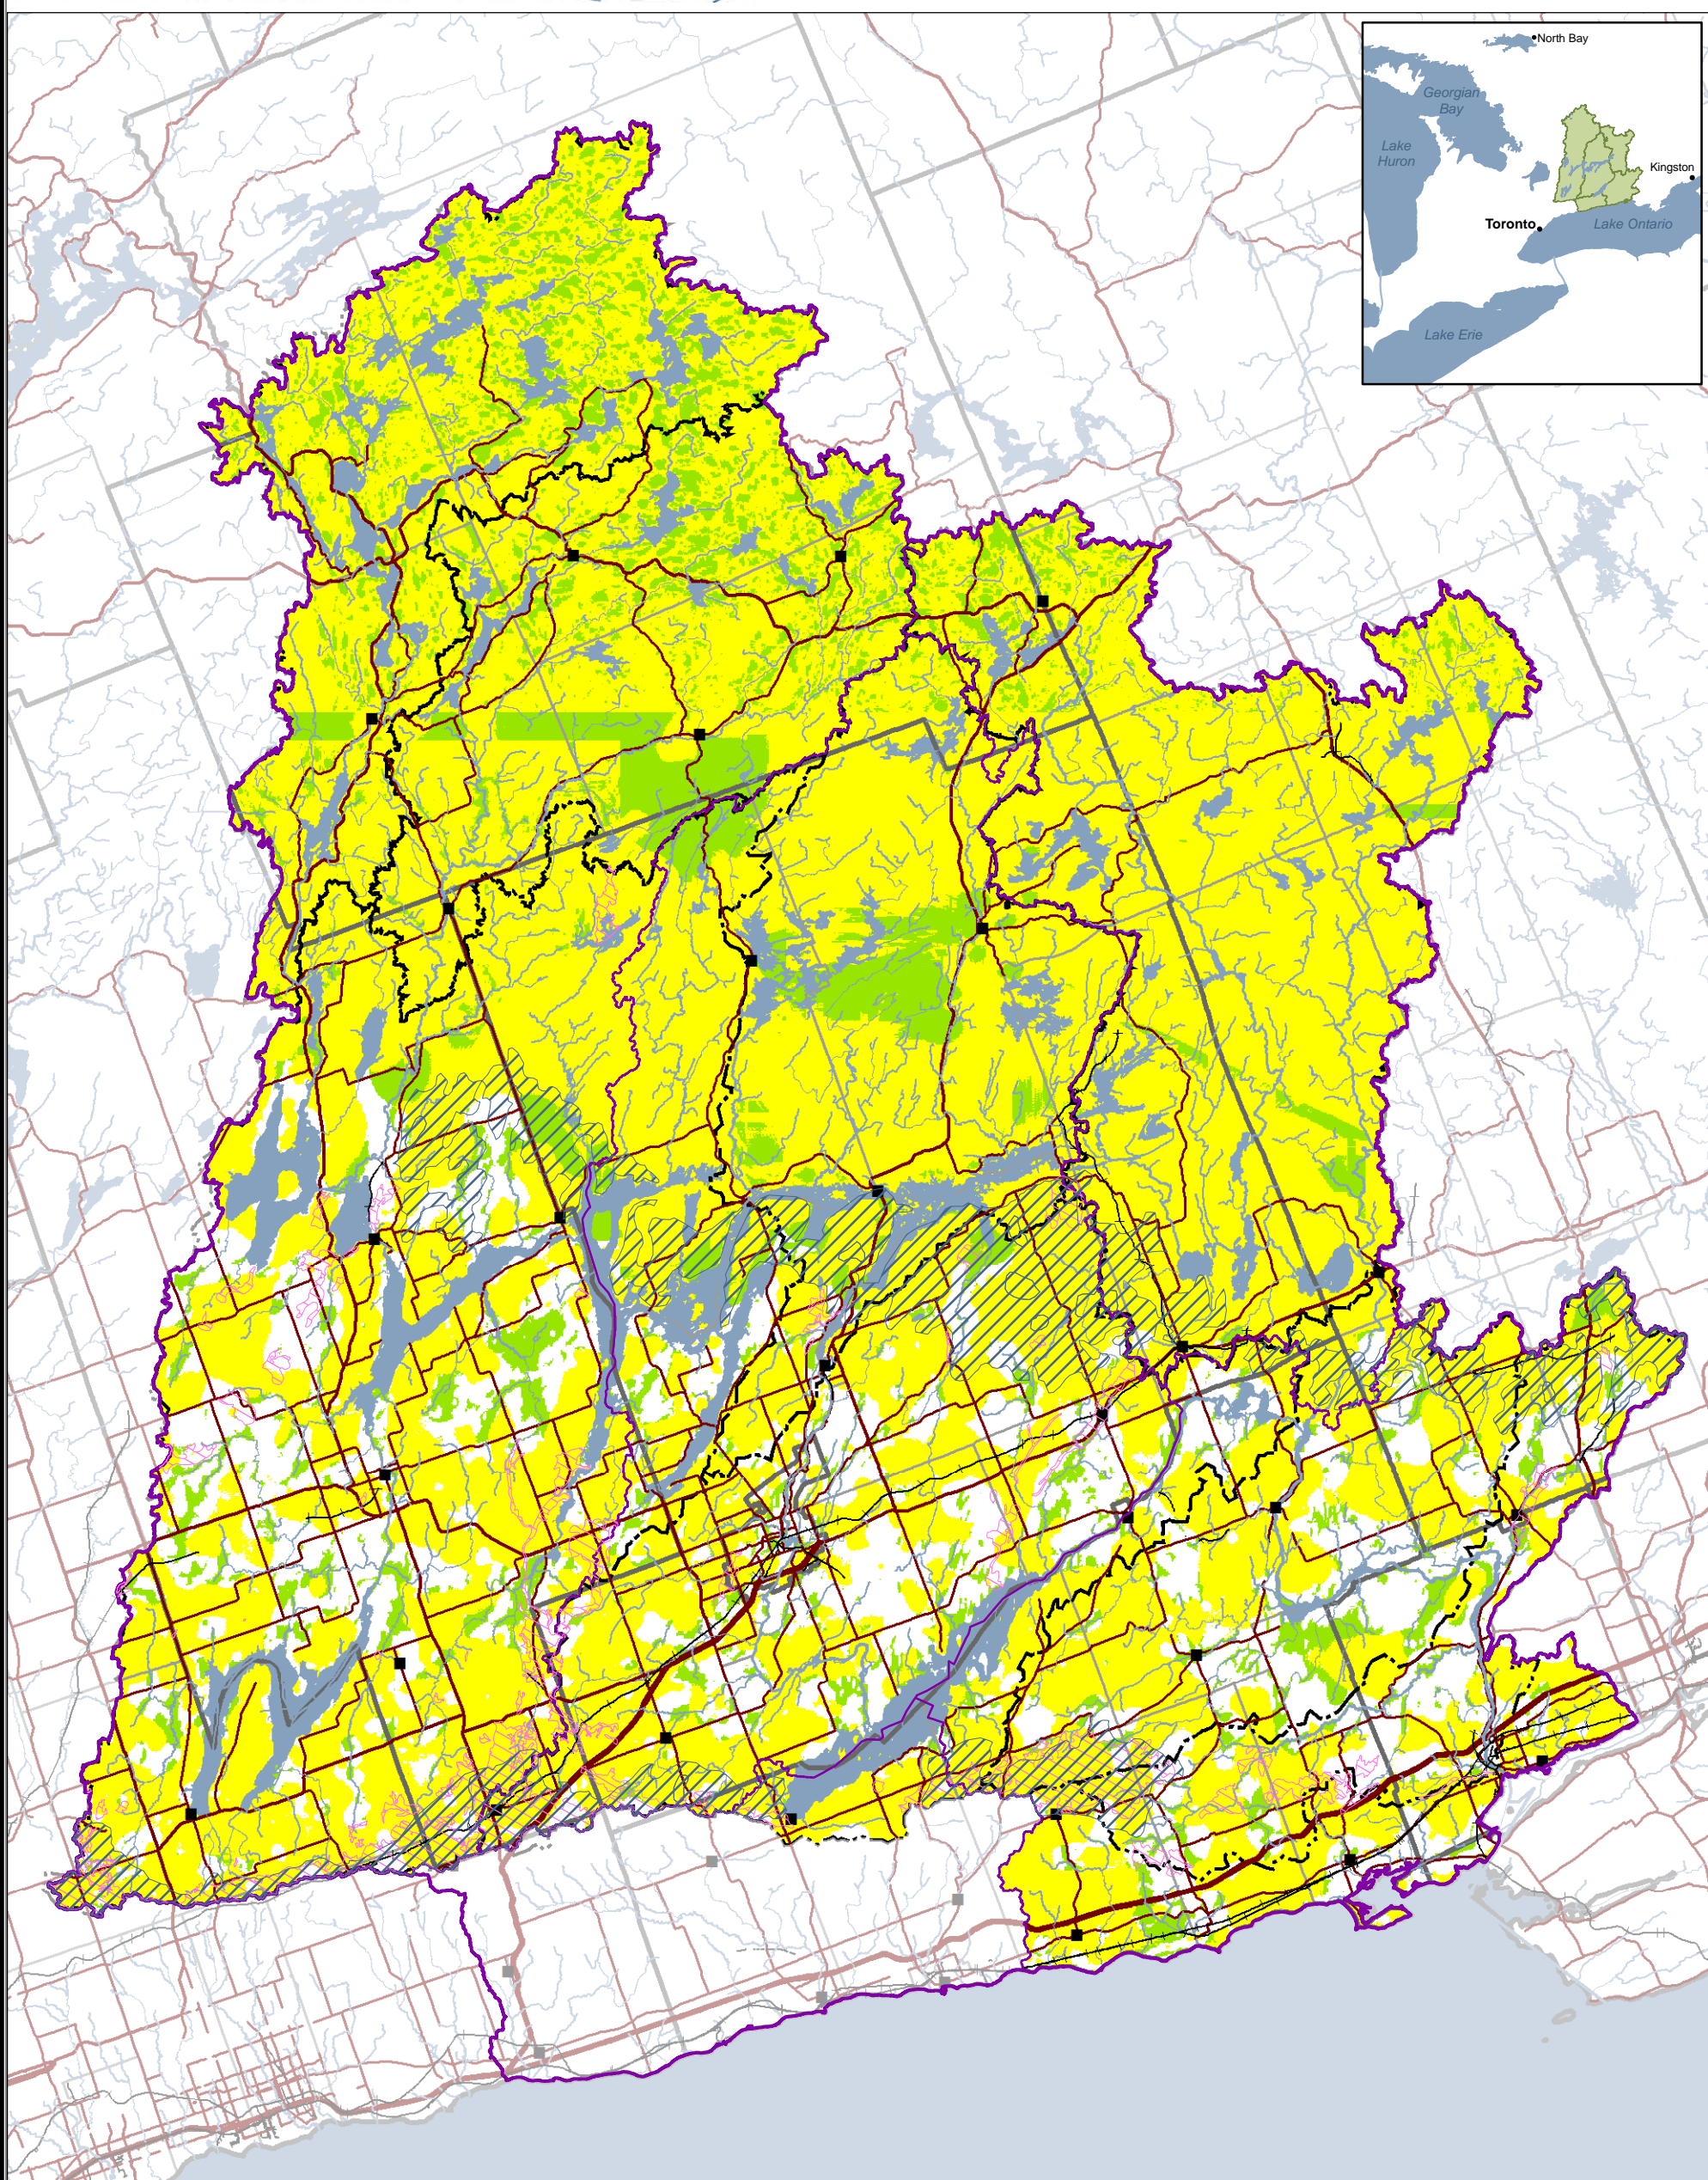 North Bay
Georgian
Bay
Lake
Huron
Kingston
Toronto
Lake Ontario
Lake Erie